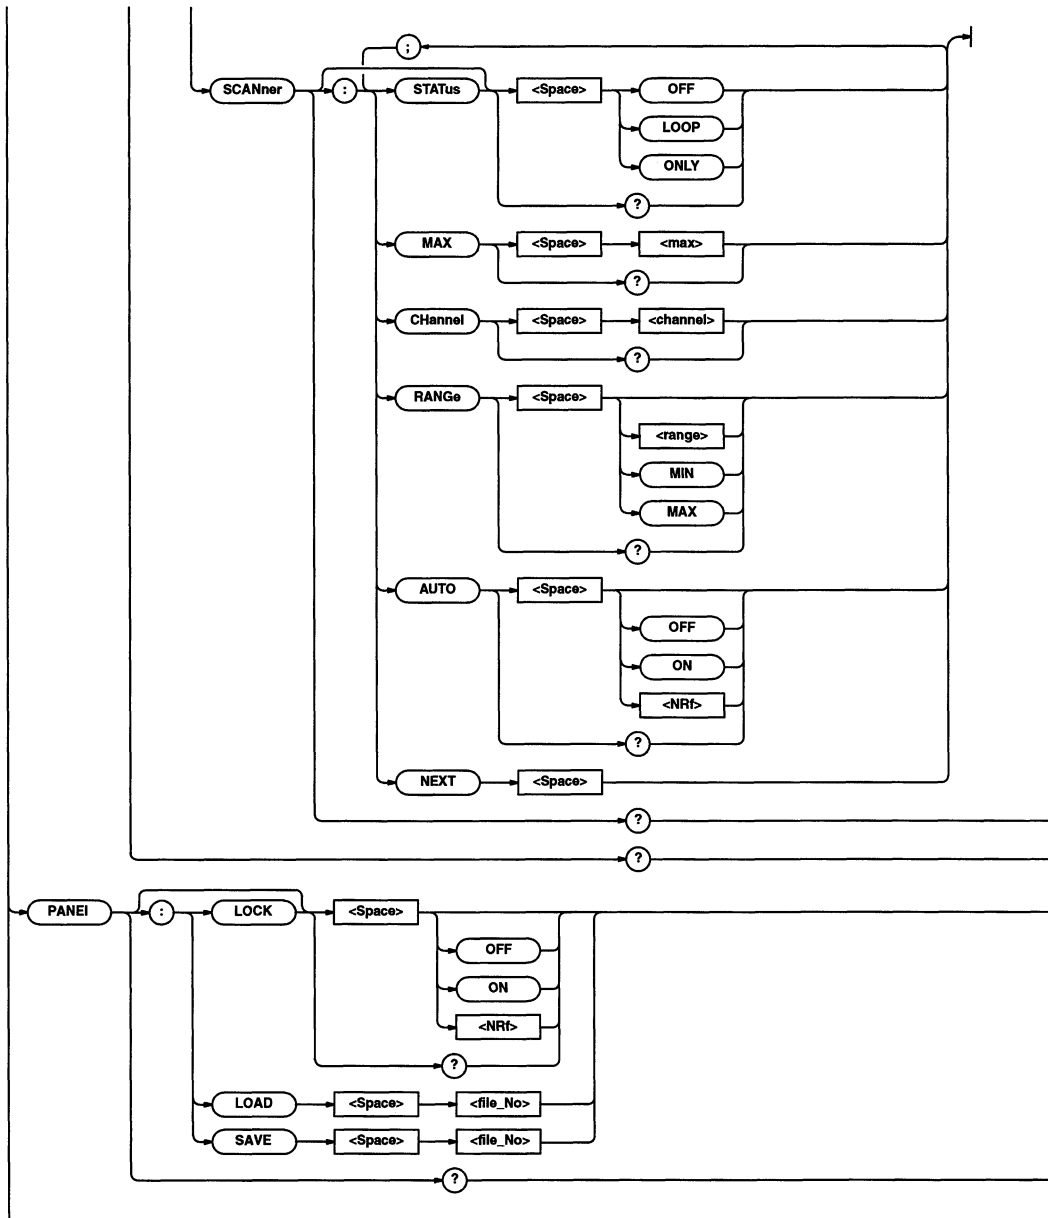 ;
SCANner : STATus <Space> OFF
LOOP
ONLY
?
MAX <Space> <max>
?
CHannel <Space> <channel>
?
RANGe <Space>
<range>
MIN
MAX
?
AUTO <Space>
OFF
ON
<NRf>
?
NEXT <Space>
?
?
PANEl : LOCK <Space>
OFF
ON
<NRf>
?
LOAD <Space> <file_No>
SAVE <Space> <file_No>
?